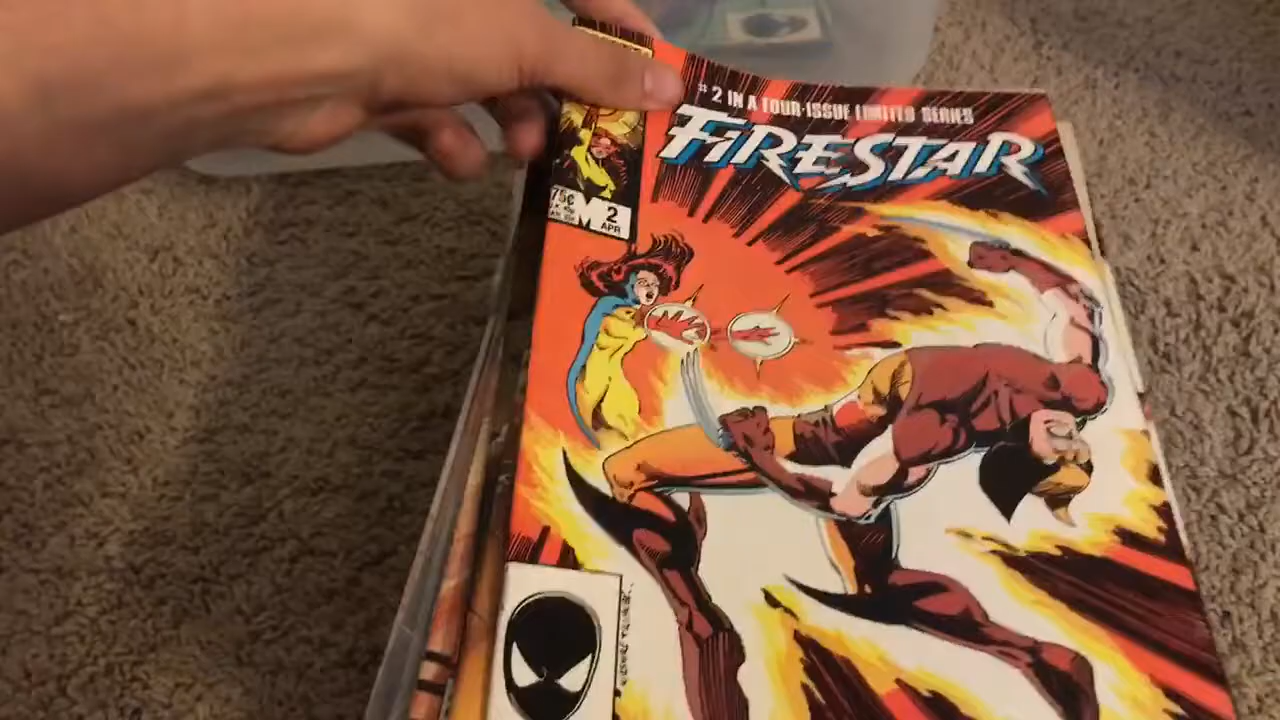 #2 IN A FOUR-ISSUE LIMITED SERIES
FIRESTAR
75¢
M 2
APR